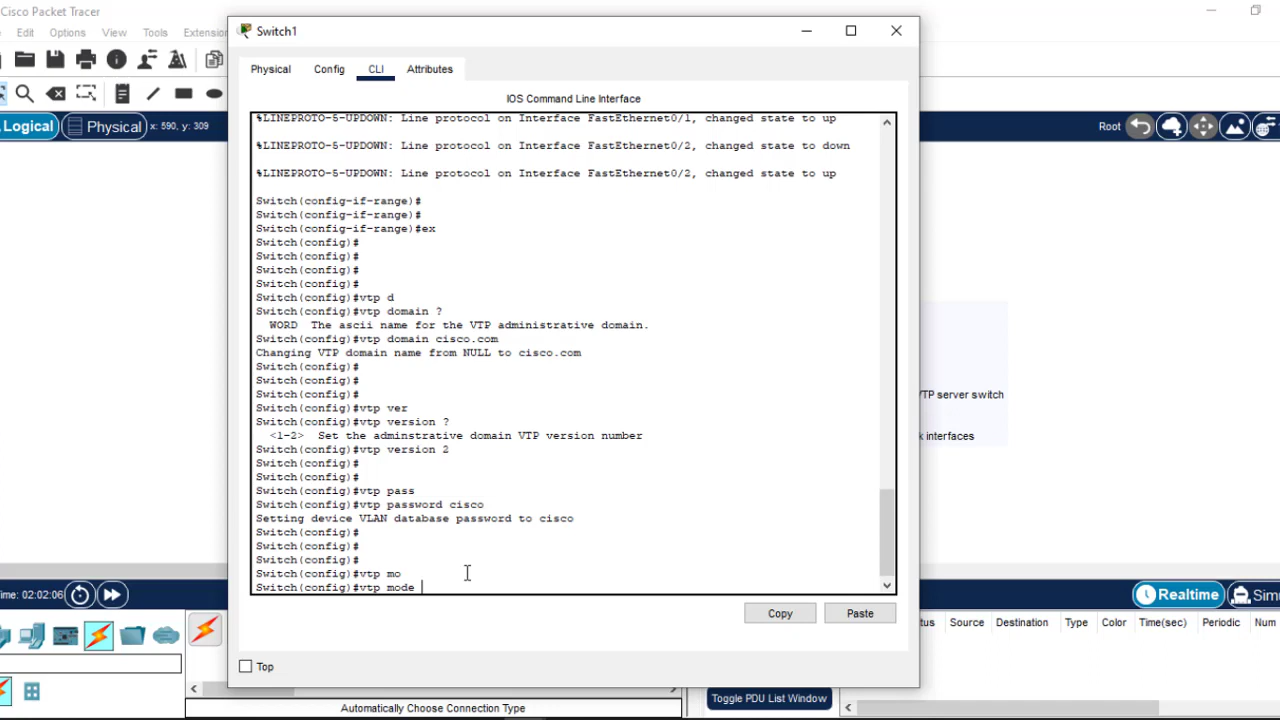 Cisco Packet Tracer
Edit Options View Tools Extension
Logical Physical x: 590, y: 309
Root
Switch1
Physical Config CLI Attributes
IOS Command Line Interface
%LINEPROTO-5-UPDOWN: Line protocol on Interface FastEthernet0/1, changed state to up
%LINEPROTO-5-UPDOWN: Line protocol on Interface FastEthernet0/2, changed state to down
%LINEPROTO-5-UPDOWN: Line protocol on Interface FastEthernet0/2, changed state to up
Switch(config-if-range)#
Switch(config-if-range)#
Switch(config-if-range)#ex
Switch(config)#
Switch(config)#
Switch(config)#
Switch(config)#
Switch(config)#vtp d
Switch(config)#vtp domain ?
WORD The ascii name for the VTP administrative domain.
Switch(config)#vtp domain cisco.com
Changing VTP domain name from NULL to cisco.com
Switch(config)#
Switch(config)#
Switch(config)#
Switch(config)#vtp ver
Switch(config)#vtp version ?
<1-2> Set the adminstrative domain VTP version number
Switch(config)#vtp version 2
Switch(config)#
Switch(config)#
Switch(config)#vtp pass
Switch(config)#vtp password cisco
Setting device VLAN database password to cisco
Switch(config)#
Switch(config)#
Switch(config)#
Switch(config)#vtp mo
Switch(config)#vtp mode
Copy Paste
Top
VTP server switch
k interfaces
Time: 02:02:06
Realtime Sim
tus Source Destination Type Color Time(sec) Periodic Num
Toggle PDU List Window
Automatically Choose Connection Type